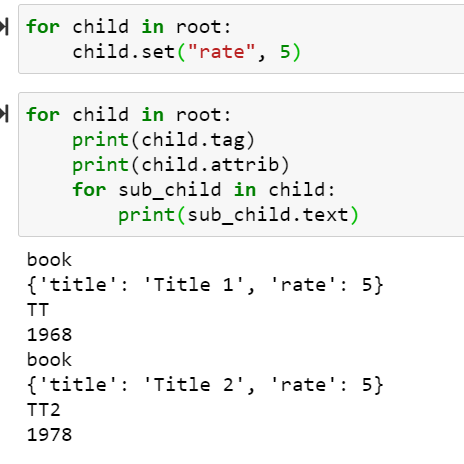 for child in root:
    child.set("rate", 5)
for child in root:
    print(child.tag)
    print(child.attrib)
    for sub_child in child:
        print(sub_child.text)
book
{'title': 'Title 1', 'rate': 5}
TT
1968
book
{'title': 'Title 2', 'rate': 5}
TT2
1978